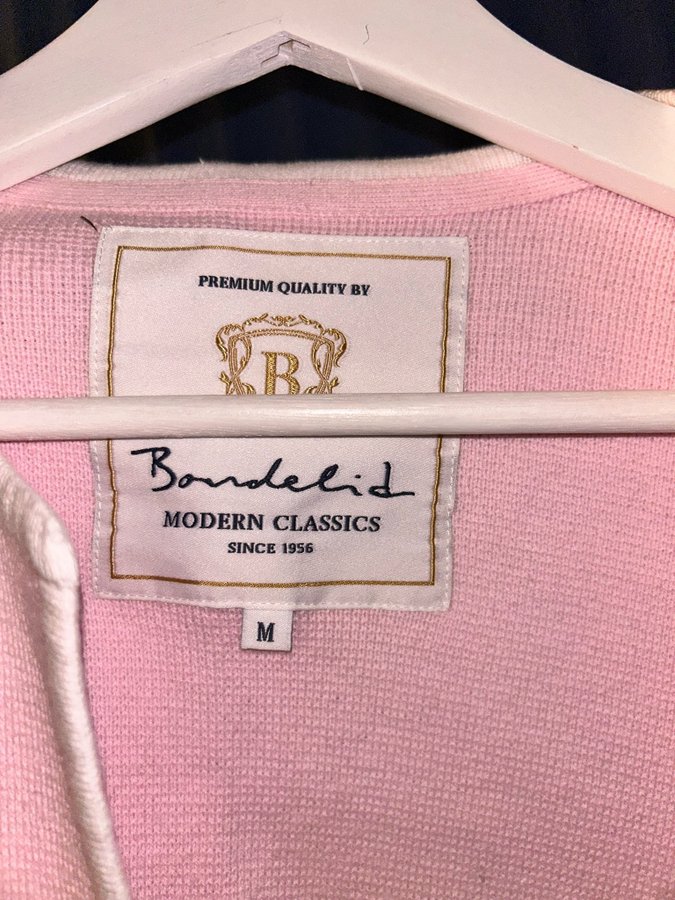 PREMIUM QUALITY BY
B
Bondelid
MODERN CLASSICS
SINCE 1956
M